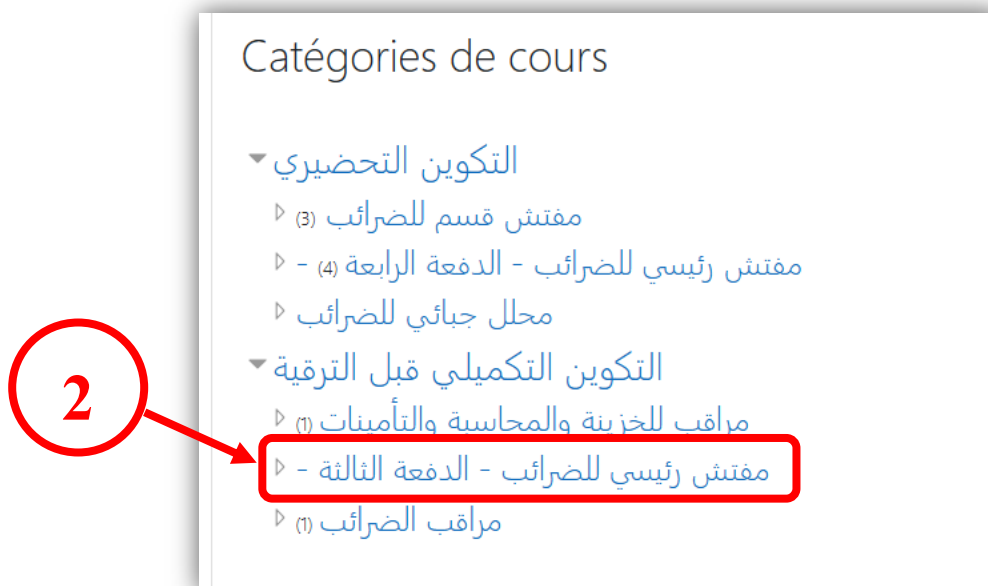 Catégories de cours
التكوين التحضيري
مفتش قسم للضرائب (3)
مفتش رئيسي للضرائب - الدفعة الرابعة (4) -
محلل جبائي للضرائب
التكوين التكميلي قبل الترقية
مراقب للخزينة والمحاسبة والتأمينات (1)
2
مفتش رئيسي للضرائب - الدفعة الثالثة -
مراقب الضرائب (1)